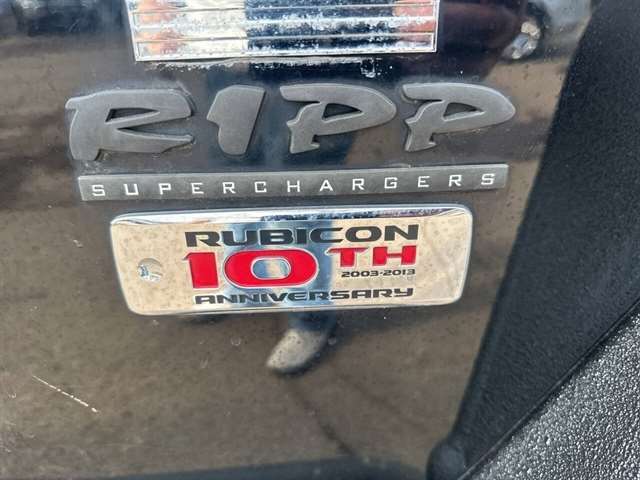 RIPP
SUPERCHARGERS
RUBICON
10TH
2003-2013
ANNIVERSARY